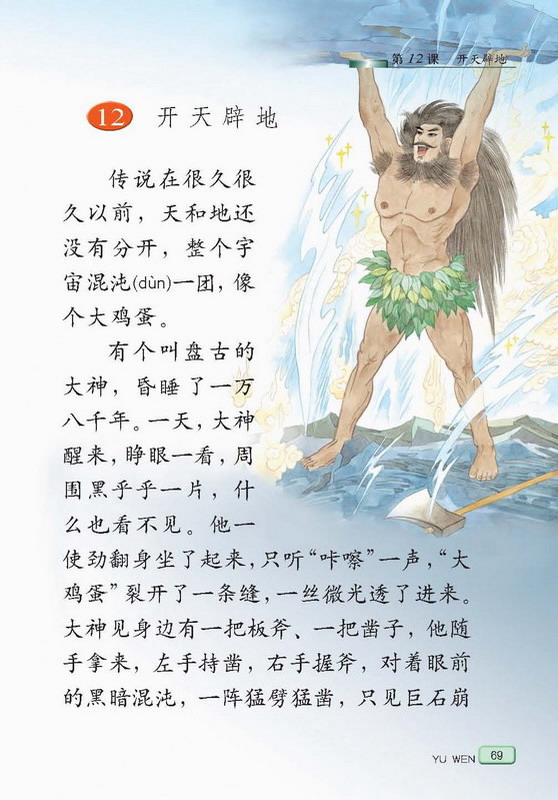 第12课 开天辟地
12 开天辟地
传说在很久很
久以前，天和地还
没有分开，整个宇
宙混沌(dùn)一团，像
个大鸡蛋。
有个叫盘古的
大神，昏睡了一万
八千年。一天，大神
醒来，睁眼一看，周
围黑乎乎一片，什
么也看不见。他一
使劲翻身坐了起来，只听“咔嚓”一声，“大
鸡蛋”裂开了一条缝，一丝微光透了进来。
大神见身边有一把板斧、一把凿子，他随
手拿来，左手持凿，右手握斧，对着眼前
的黑暗混沌，一阵猛劈猛凿，只见巨石崩
YU WEN 69